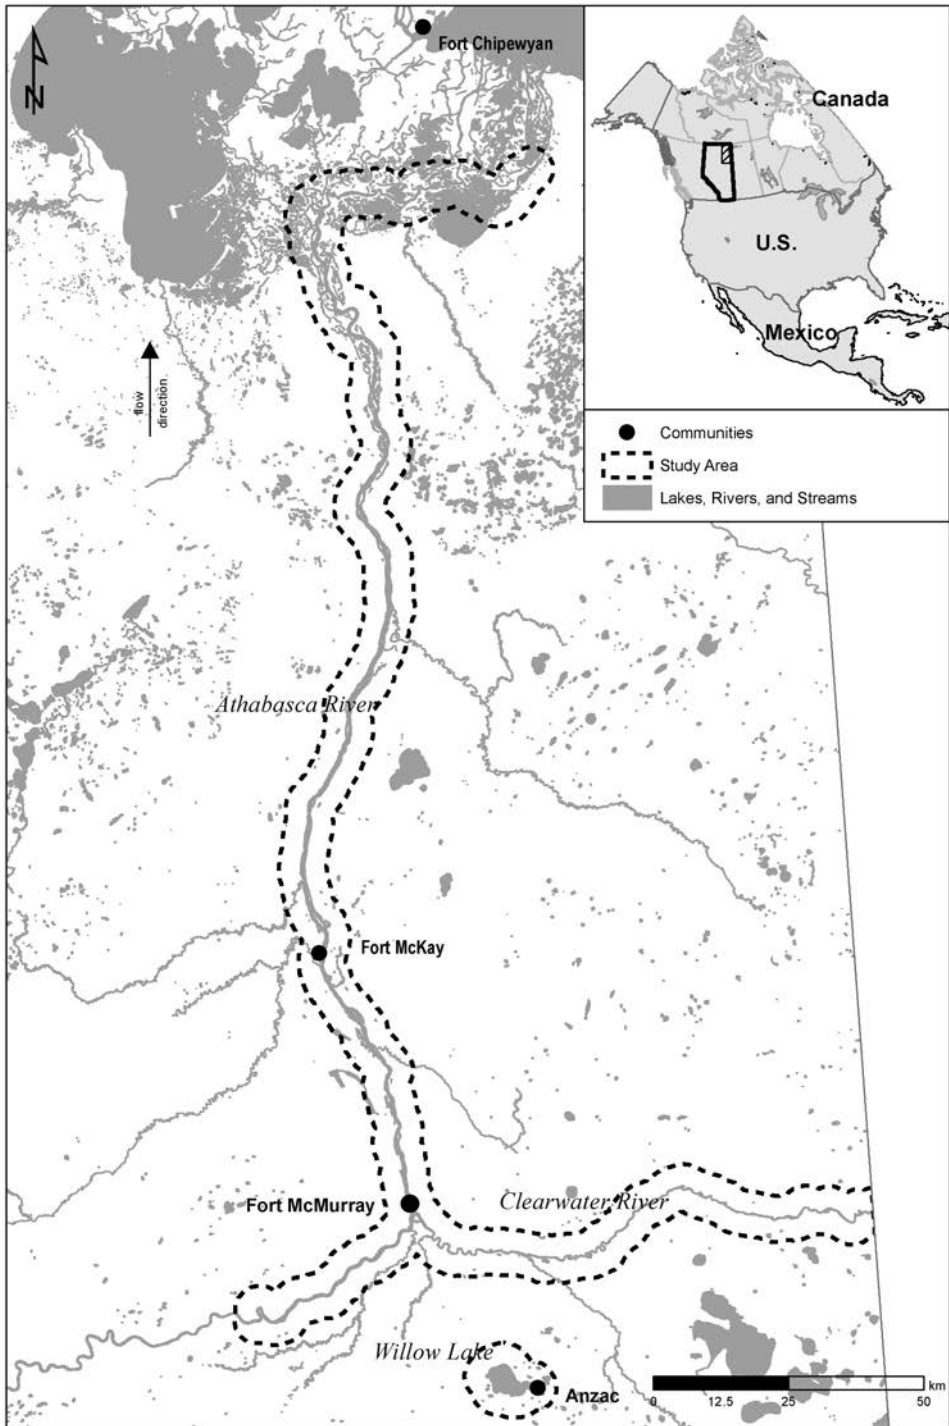 Fort Chipewyan
N
Canada
U.S.
Mexico
flow
direction
Communities
Study Area
Lakes, Rivers, and Streams
Athabasca River
Fort McKay
Fort McMurray
Clearwater River
Willow Lake
Anzac
km
0 12.5 25 50